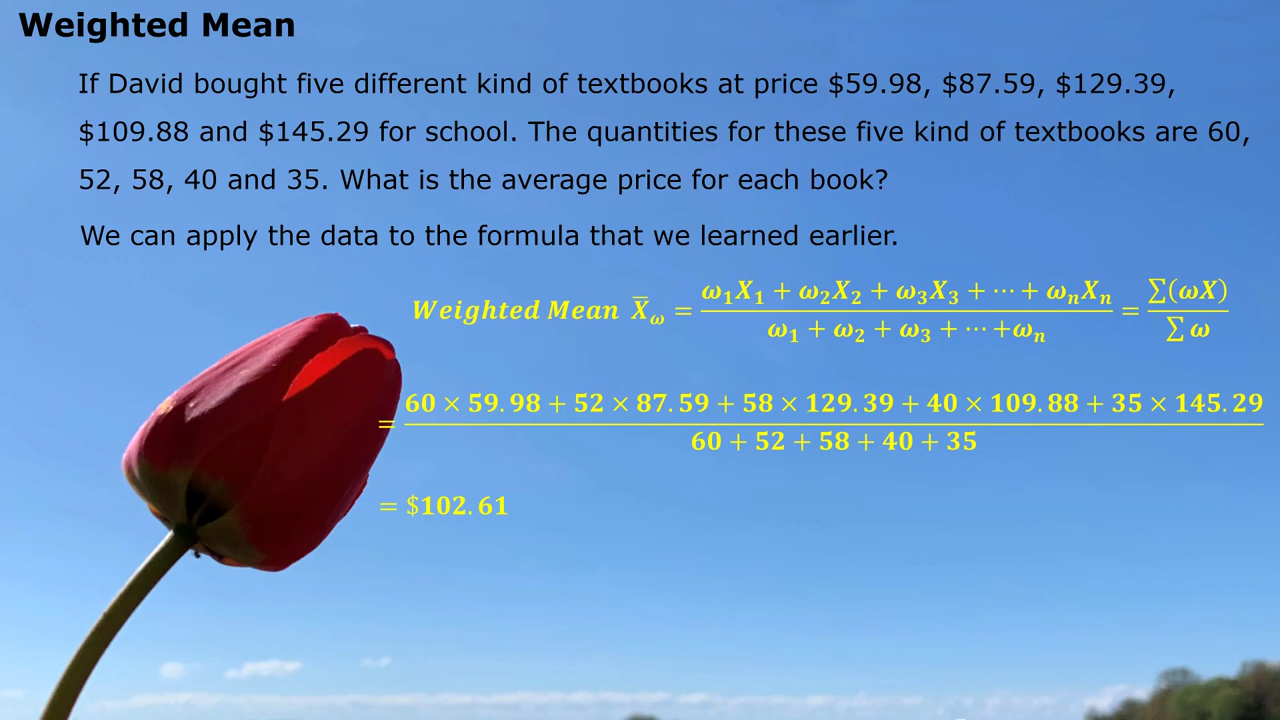 Weighted Mean
If David bought five different kind of textbooks at price $59.98, $87.59, $129.39,
$109.88 and $145.29 for school. The quantities for these five kind of textbooks are 60,
52, 58, 40 and 35. What is the average price for each book?
We can apply the data to the formula that we learned earlier.
Weighted Mean X̅ω = (ω₁X₁ + ω₂X₂ + ω₃X₃ + ⋯ + ωₙXₙ) / (ω₁ + ω₂ + ω₃ + ⋯ +ωₙ) = ∑(ωX) / ∑ ω
= (60 × 59.98 + 52 × 87.59 + 58 × 129.39 + 40 × 109.88 + 35 × 145.29) / (60 + 52 + 58 + 40 + 35)
= $102.61